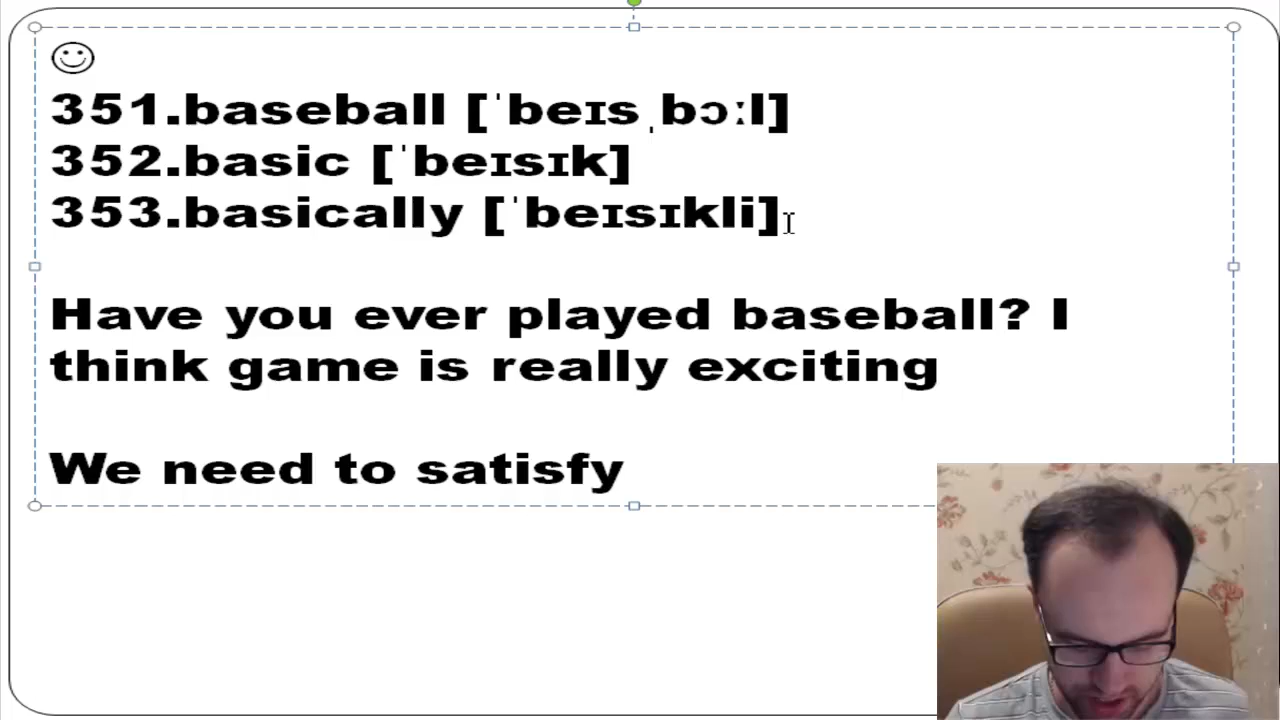 351.baseball [ˈbeɪsˌbɔːl]
352.basic [ˈbeɪsɪk]
353.basically [ˈbeɪsɪkli]
Have you ever played baseball? I
think game is really exciting
We need to satisfy